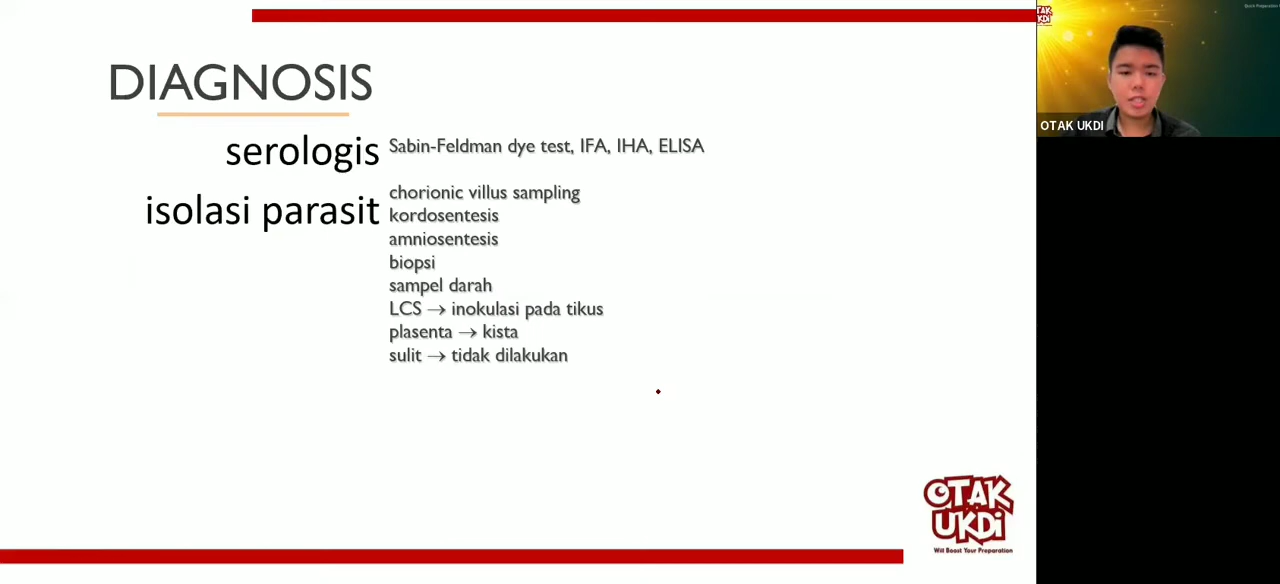 DIAGNOSIS
serologis Sabin-Feldman dye test, IFA, IHA, ELISA
isolasi parasit chorionic villus sampling
kordosentesis
amniosentesis
biopsi
sampel darah
LCS → inokulasi pada tikus
plasenta → kista
sulit → tidak dilakukan
OTAK UKDI
OTAK
UKDI
Will Boost Your Preparation